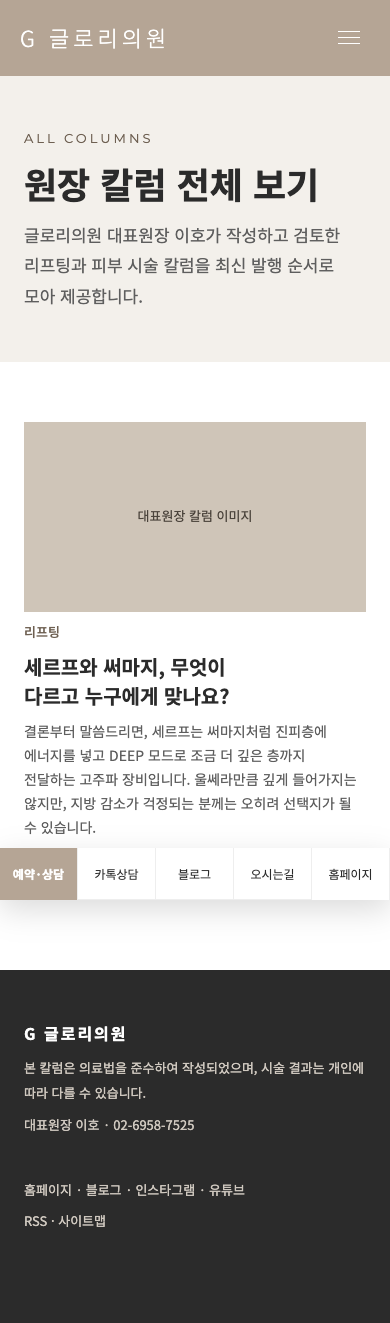 G 글로리의원
ALL COLUMNS
원장 칼럼 전체 보기
글로리의원 대표원장 이호가 작성하고 검토한
리프팅과 피부 시술 칼럼을 최신 발행 순서로
모아 제공합니다.
대표원장 칼럼 이미지
리프팅
세르프와 써마지, 무엇이
다르고 누구에게 맞나요?
결론부터 말씀드리면, 세르프는 써마지처럼 진피층에
에너지를 넣고 DEEP 모드로 조금 더 깊은 층까지
전달하는 고주파 장비입니다. 울쎄라만큼 깊게 들어가지는
않지만, 지방 감소가 걱정되는 분께는 오히려 선택지가 될
수 있습니다.
예약·상담 카톡상담 블로그 오시는길 홈페이지
G 글로리의원
본 칼럼은 의료법을 준수하여 작성되었으며, 시술 결과는 개인에
따라 다를 수 있습니다.
대표원장 이호 · 02-6958-7525
홈페이지 · 블로그 · 인스타그램 · 유튜브
RSS · 사이트맵